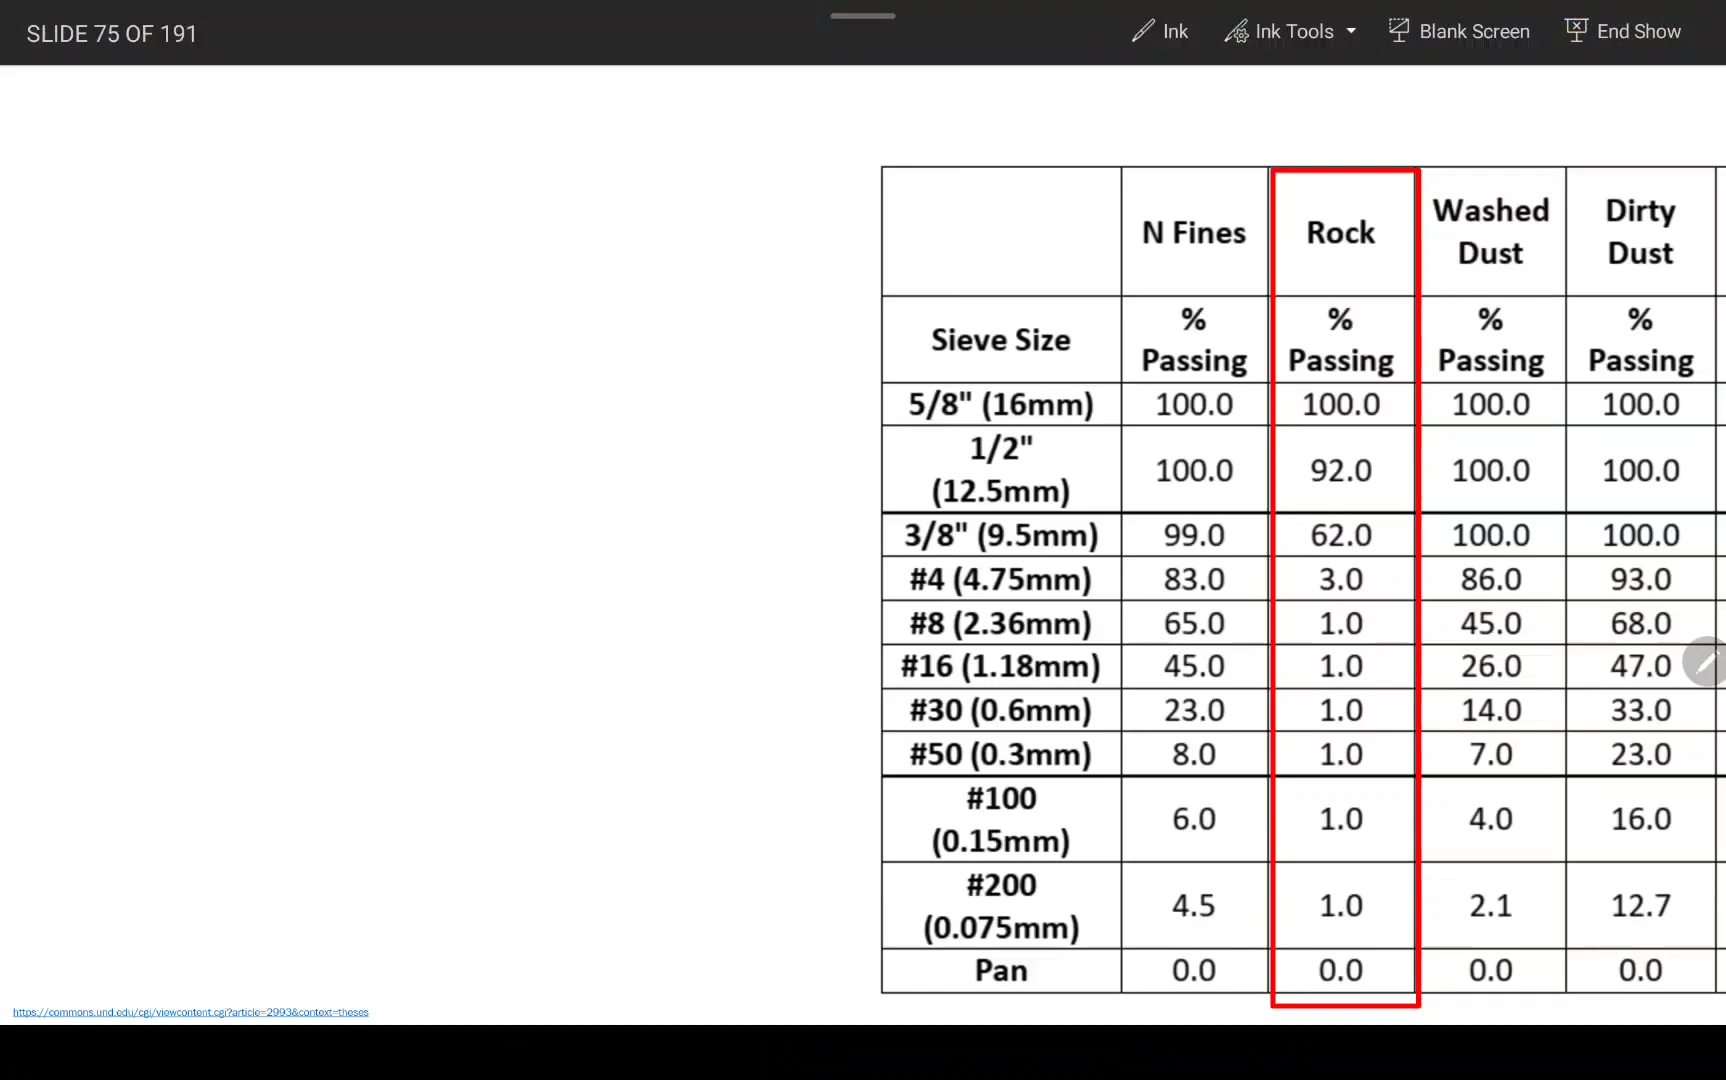 SLIDE 75 OF 191
Ink
Ink Tools
Blank Screen
End Show
N Fines Rock Washed Dust Dirty Dust
Sieve Size % Passing % Passing % Passing % Passing
5/8" (16mm) 100.0 100.0 100.0 100.0
1/2" (12.5mm) 100.0 92.0 100.0 100.0
3/8" (9.5mm) 99.0 62.0 100.0 100.0
#4 (4.75mm) 83.0 3.0 86.0 93.0
#8 (2.36mm) 65.0 1.0 45.0 68.0
#16 (1.18mm) 45.0 1.0 26.0 47.0
#30 (0.6mm) 23.0 1.0 14.0 33.0
#50 (0.3mm) 8.0 1.0 7.0 23.0
#100 (0.15mm) 6.0 1.0 4.0 16.0
#200 (0.075mm) 4.5 1.0 2.1 12.7
Pan 0.0 0.0 0.0 0.0
https://commons.und.edu/cgi/viewcontent.cgi?article=2993&context=theses